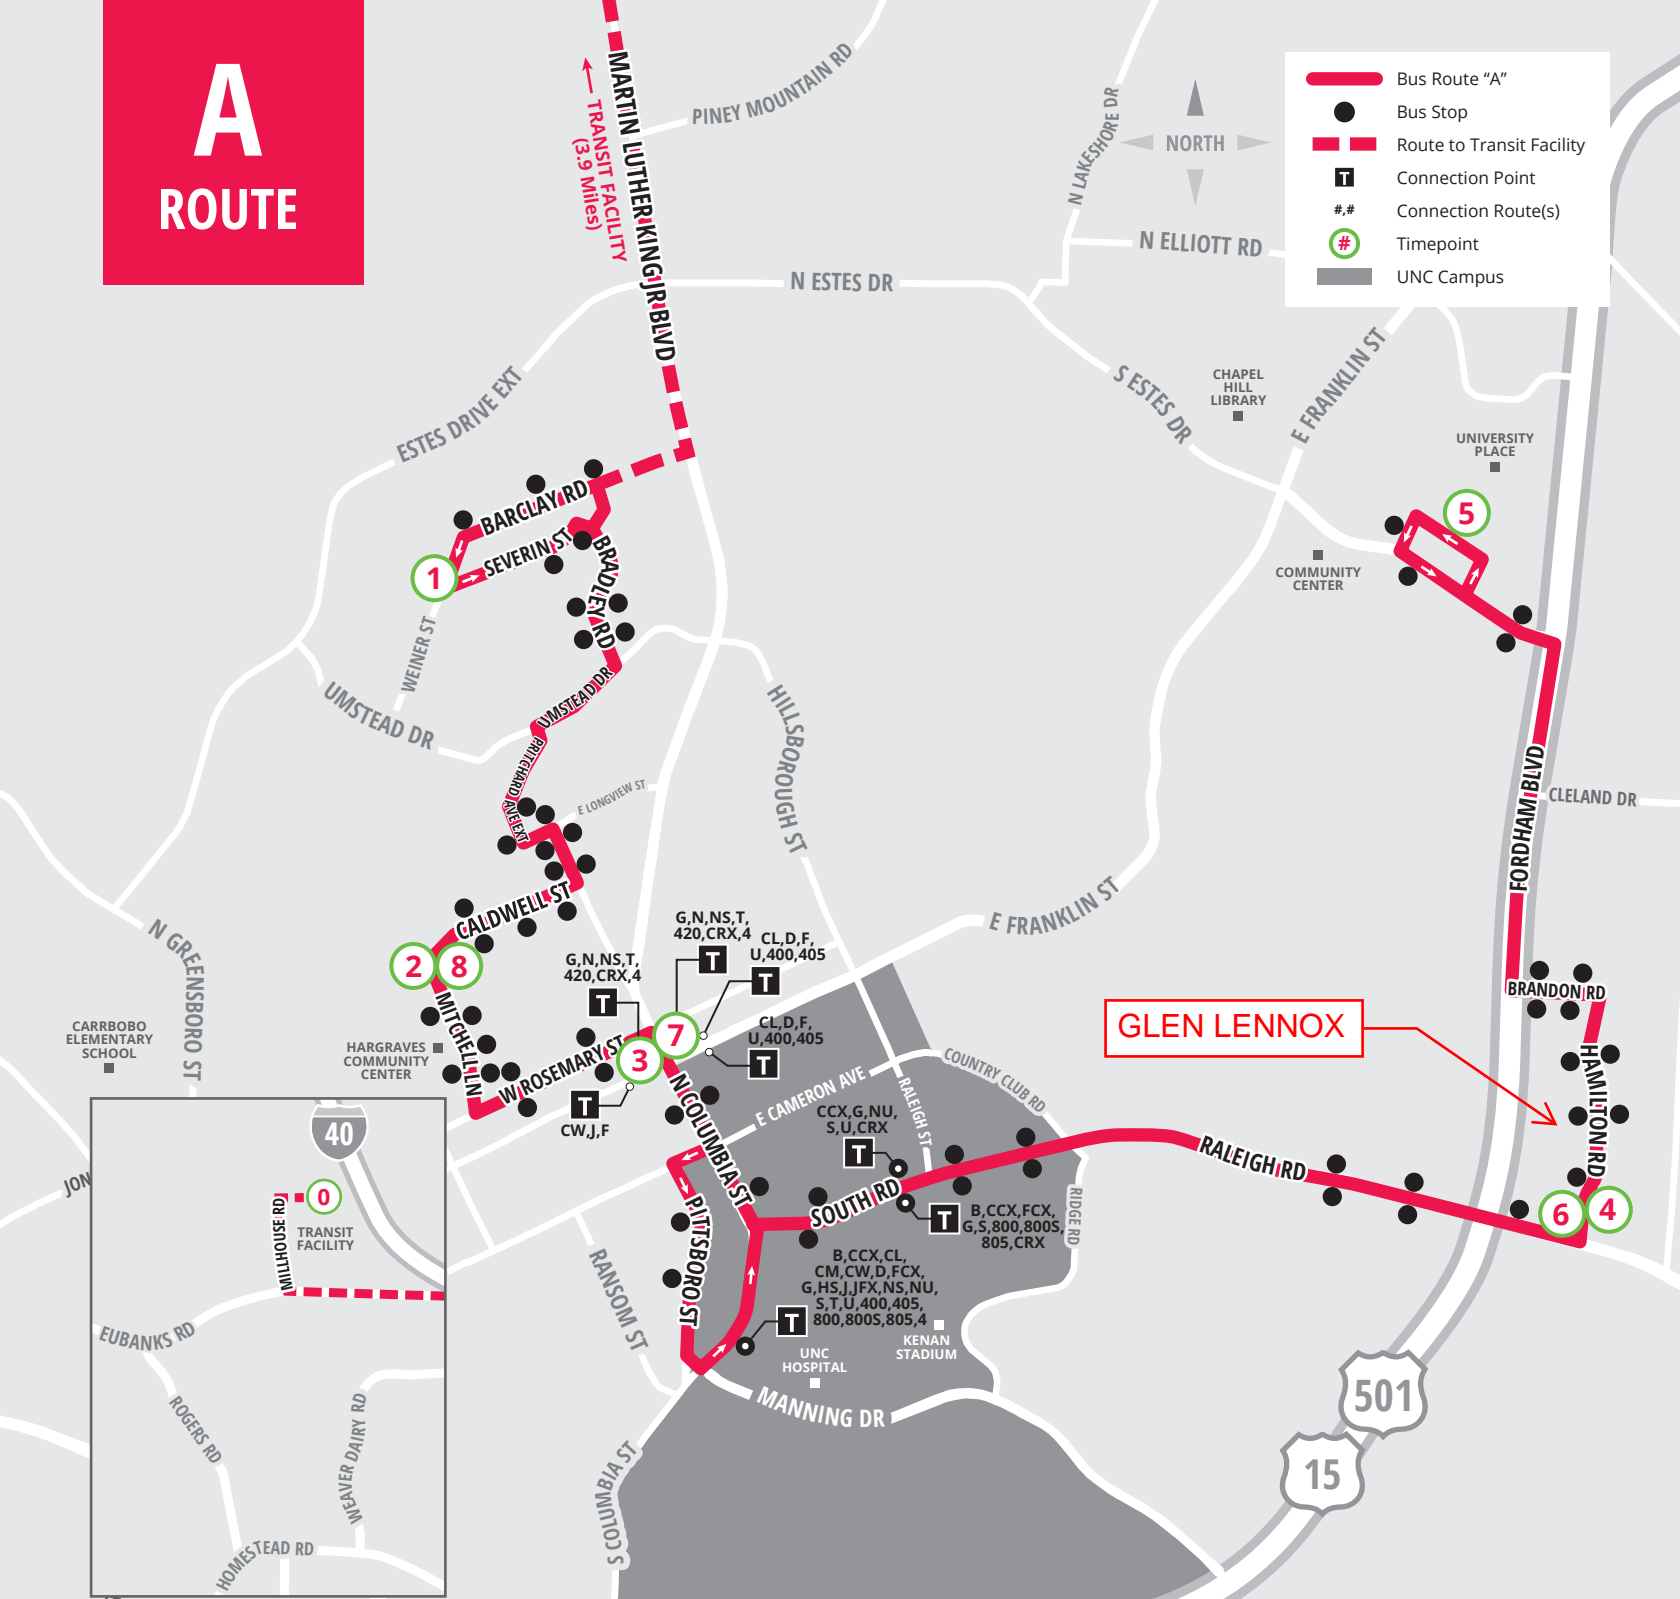 A
ROUTE
Bus Route “A”
Bus Stop
Route to Transit Facility
T
Connection Point
#,#
Connection Route(s)
#
Timepoint
UNC Campus
NORTH
TRANSIT FACILITY
(3.9 Miles)
MARTIN LUTHER KING JR BLVD
PINEY MOUNTAIN RD
N LAKESHORE DR
N ELLIOTT RD
N ESTES DR
S ESTES DR
E FRANKLIN ST
CHAPEL
HILL
LIBRARY
UNIVERSITY
PLACE
5
COMMUNITY
CENTER
ESTES DRIVE EXT
BARCLAY RD
SEVERIN ST
1
BRADLEY RD
WEINER ST
UMSTEAD DR
UMSTEAD DR
PRITCHARD
AVE EXT
E LONGVIEW ST
HILLSBOROUGH ST
CLELAND DR
FORDHAM BLVD
CALDWELL ST
2
8
E FRANKLIN ST
N GREENSBORO ST
G,N,NS,T,
420,CRX,4
T
CL,D,F,
U,400,405
T
G,N,NS,T,
420,CRX,4
T
CL,D,F,
U,400,405
T
MITCHELL LN
BRANDON RD
CARRBOBO
ELEMENTARY
SCHOOL
HARGRAVES
COMMUNITY
CENTER
W ROSEMARY ST
3
7
T
CW,J,F
GLEN LENNOX
HAMILTON RD
N COLUMBIA ST
E CAMERON AVE
COUNTRY CLUB RD
RALEIGH ST
CCX,G,NU,
S,U,CRX
T
RALEIGH RD
SOUTH RD
RIDGE RD
6
4
T
B,CCX,FCX,
G,S,800,800S,
805,CRX
PITTSBORO ST
RANSOM ST
B,CCX,CL,
CM,CW,D,FCX,
G,HS,J,JFX,NS,NU,
S,T,U,400,405,
800,800S,805,4
T
UNC
HOSPITAL
KENAN
STADIUM
MANNING DR
S COLUMBIA ST
501
15
JON
40
0
TRANSIT
FACILITY
MILLHOUSE RD
EUBANKS RD
ROGERS RD
WEAVER DAIRY RD
HOMESTEAD RD